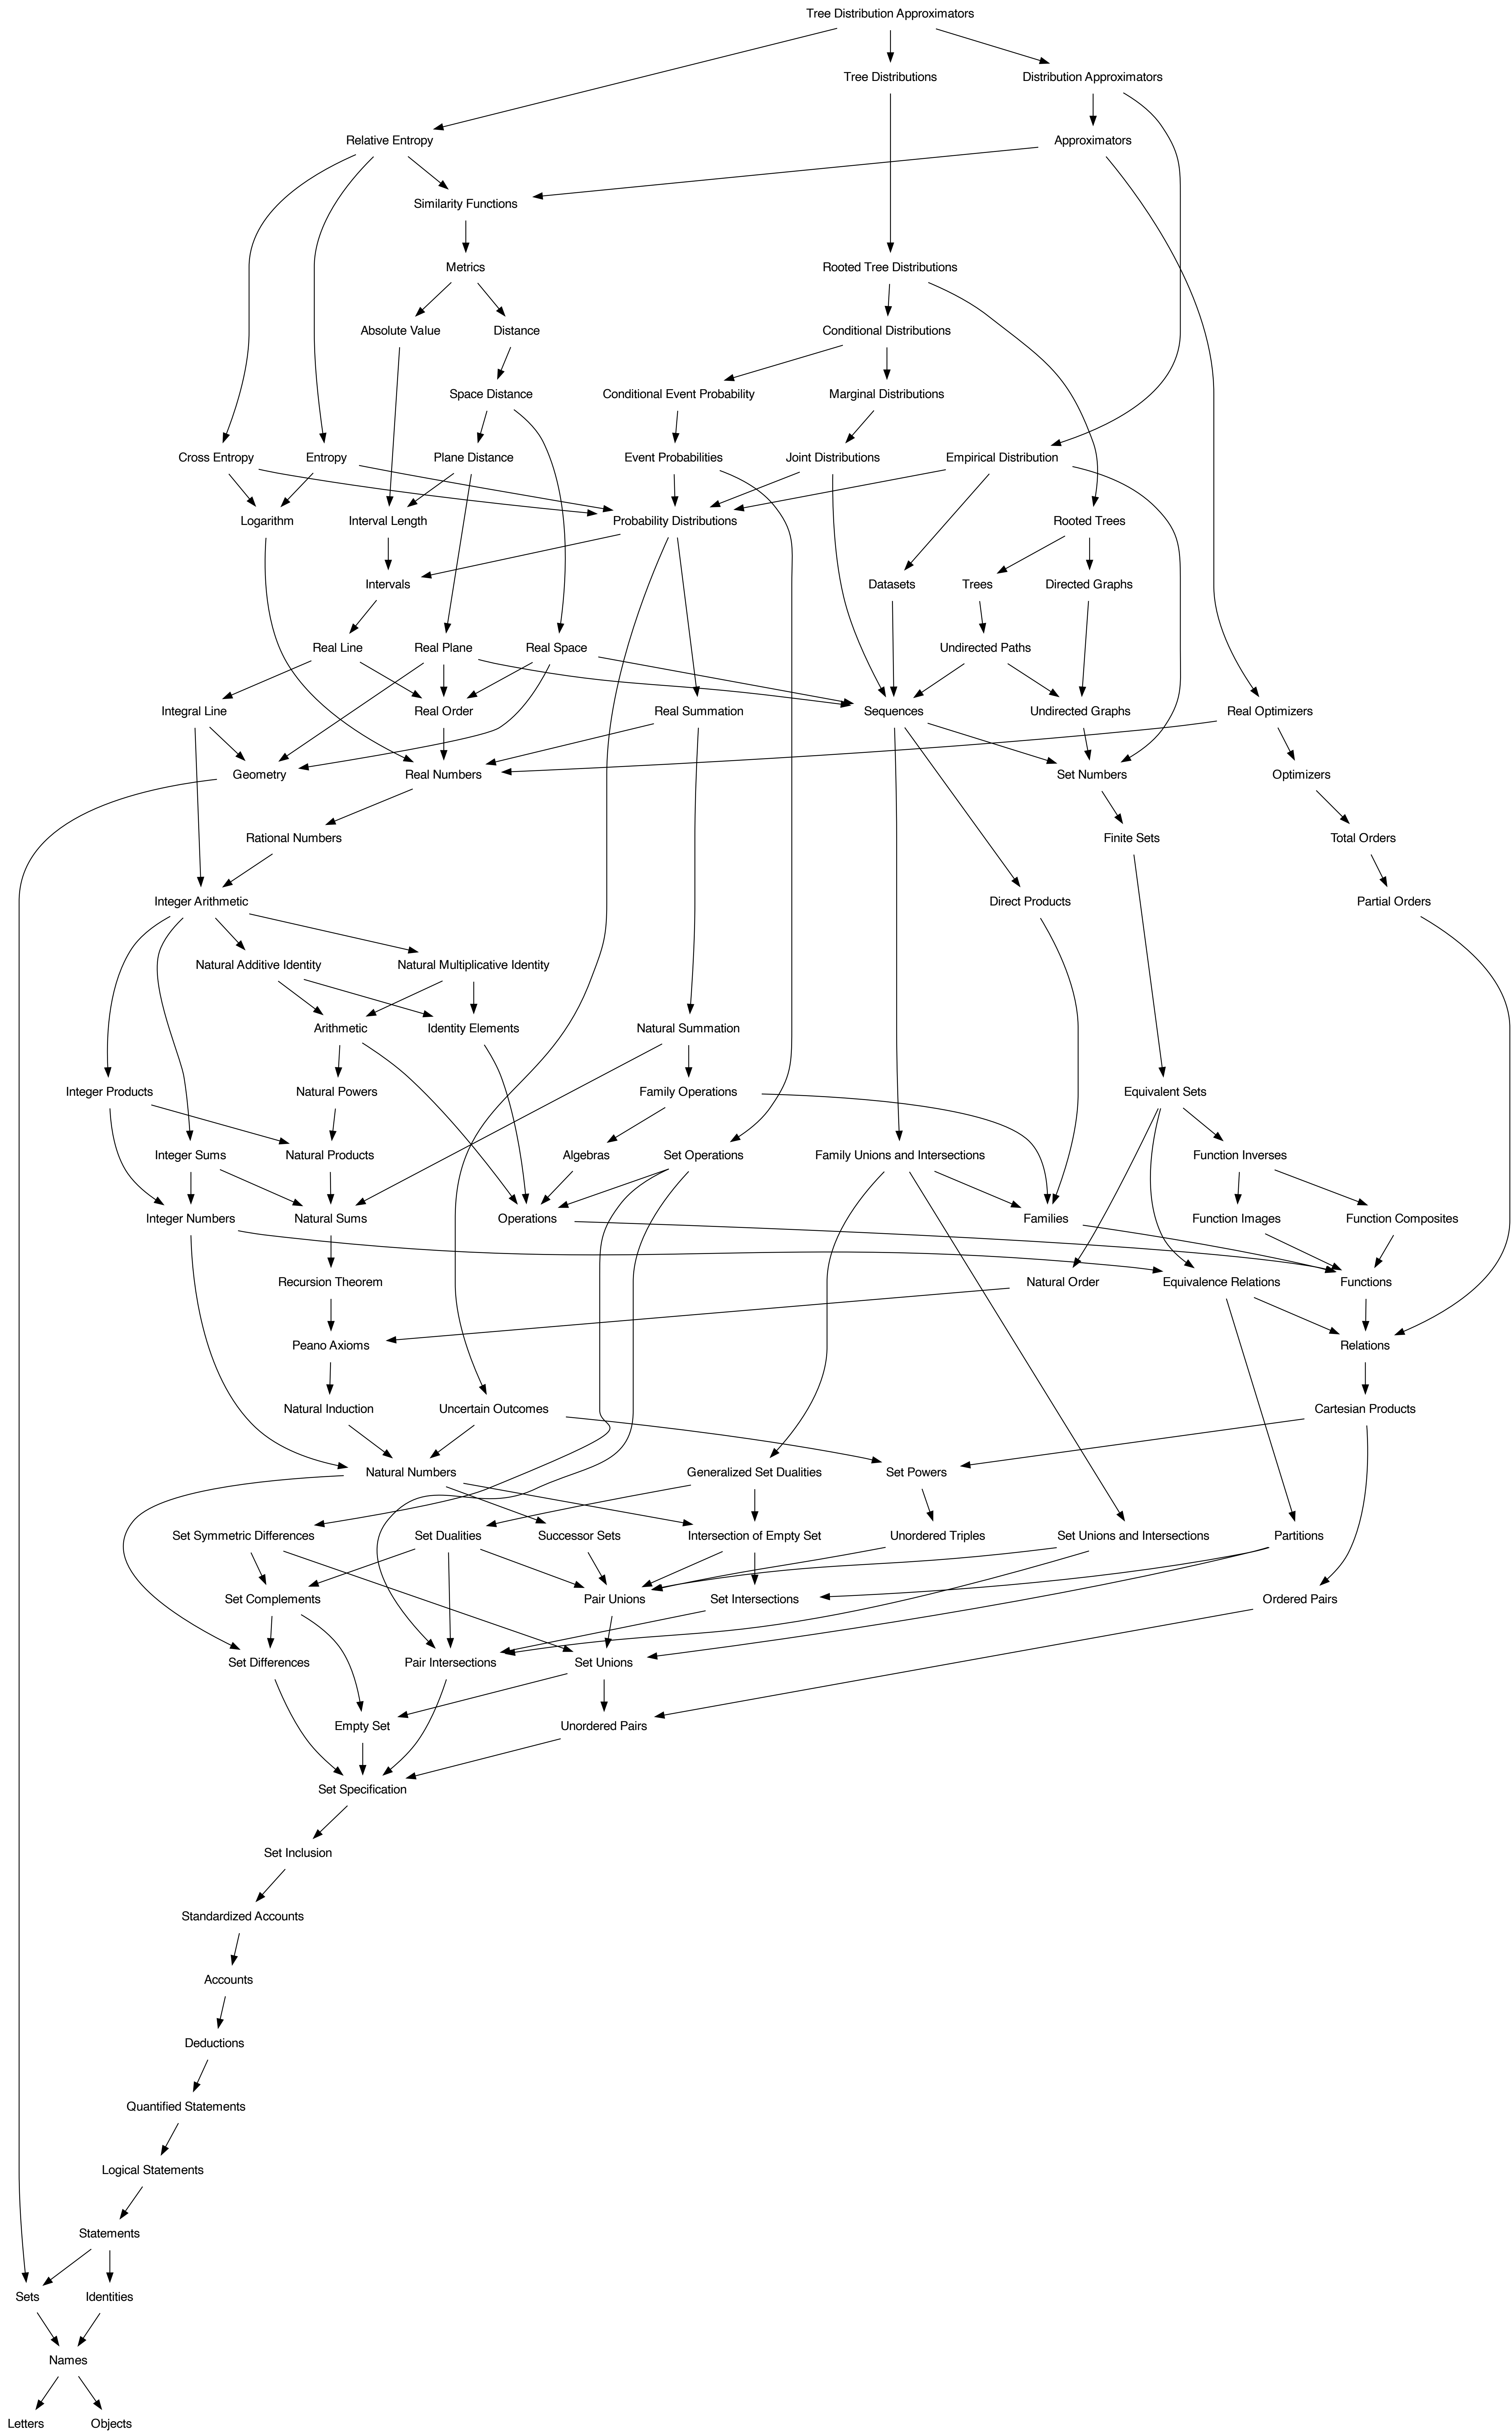 Tree Distribution Approximators
Tree Distributions
Distribution Approximators
Relative Entropy
Approximators
Similarity Functions
Metrics
Rooted Tree Distributions
Absolute Value
Distance
Conditional Distributions
Space Distance
Conditional Event Probability
Marginal Distributions
Cross Entropy
Entropy
Plane Distance
Event Probabilities
Joint Distributions
Empirical Distribution
Logarithm
Interval Length
Probability Distributions
Rooted Trees
Intervals
Datasets
Trees
Directed Graphs
Real Line
Real Plane
Real Space
Undirected Paths
Integral Line
Real Order
Real Summation
Sequences
Undirected Graphs
Real Optimizers
Geometry
Real Numbers
Set Numbers
Optimizers
Rational Numbers
Finite Sets
Total Orders
Integer Arithmetic
Direct Products
Partial Orders
Natural Additive Identity
Natural Multiplicative Identity
Arithmetic
Identity Elements
Natural Summation
Integer Products
Natural Powers
Family Operations
Equivalent Sets
Integer Sums
Natural Products
Algebras
Set Operations
Family Unions and Intersections
Function Inverses
Integer Numbers
Natural Sums
Operations
Families
Function Images
Function Composites
Recursion Theorem
Natural Order
Equivalence Relations
Functions
Peano Axioms
Relations
Natural Induction
Uncertain Outcomes
Cartesian Products
Natural Numbers
Generalized Set Dualities
Set Powers
Set Symmetric Differences
Set Dualities
Successor Sets
Intersection of Empty Set
Unordered Triples
Set Unions and Intersections
Partitions
Set Complements
Pair Unions
Set Intersections
Ordered Pairs
Set Differences
Pair Intersections
Set Unions
Empty Set
Unordered Pairs
Set Specification
Set Inclusion
Standardized Accounts
Accounts
Deductions
Quantified Statements
Logical Statements
Statements
Sets
Identities
Names
Letters
Objects